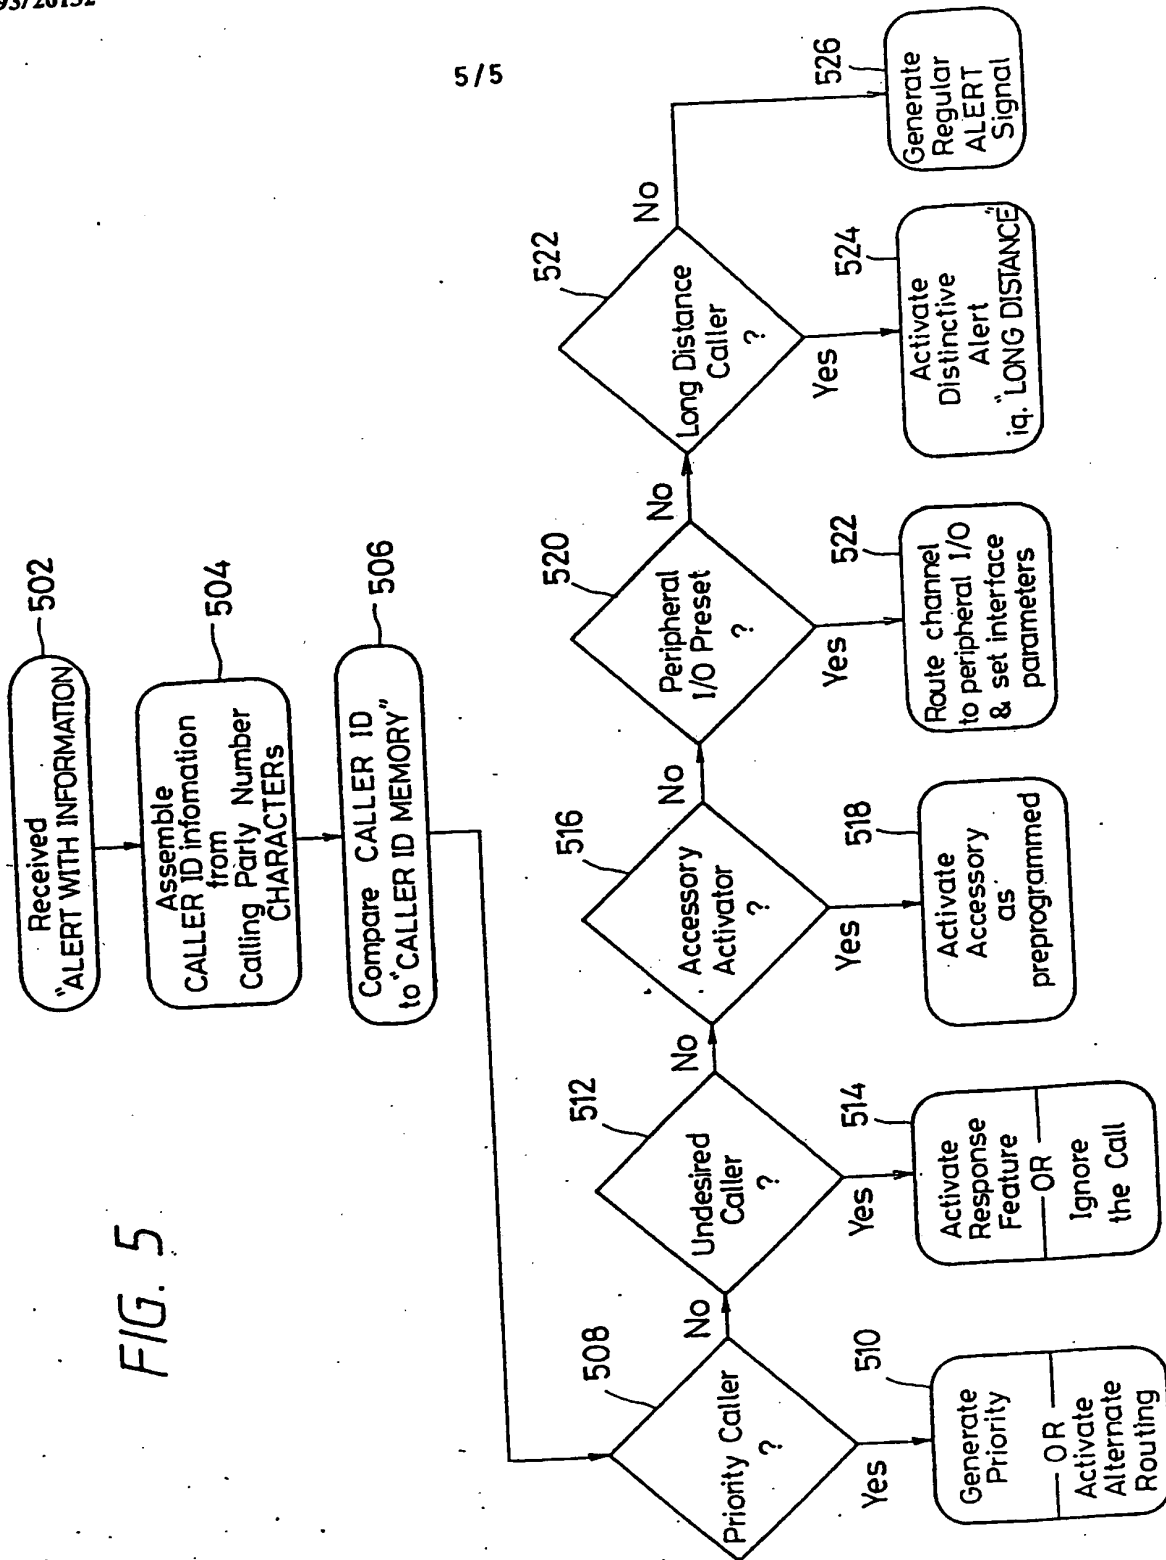 5/5
FIG. 5
Received
"ALERT WITH INFORMATION
502
Assemble
CALLER ID infomation
from
Calling Party Number
CHARACTERs
504
Compare CALLER ID
to "CALLER ID MEMORY"
506
Priority Caller
?
508
No
Yes
Generate
Priority
OR
Activate
Alternate
Routing
510
Undesired
Caller
?
512
No
Yes
Activate
Response
Feature
OR
Ignore
the Call
514
Accessory
Activator
?
516
No
Yes
Activate
Accessory
as
preprogrammed
518
Peripheral
I/O Preset
?
520
No
Yes
Route channel
to peripheral I/O
& set interface
parameters
522
Long Distance
Caller
?
522
No
Yes
Activate
Distinctive
Alert
iq. "LONG DISTANCE"
524
Generate
Regular
ALERT
Signal
526